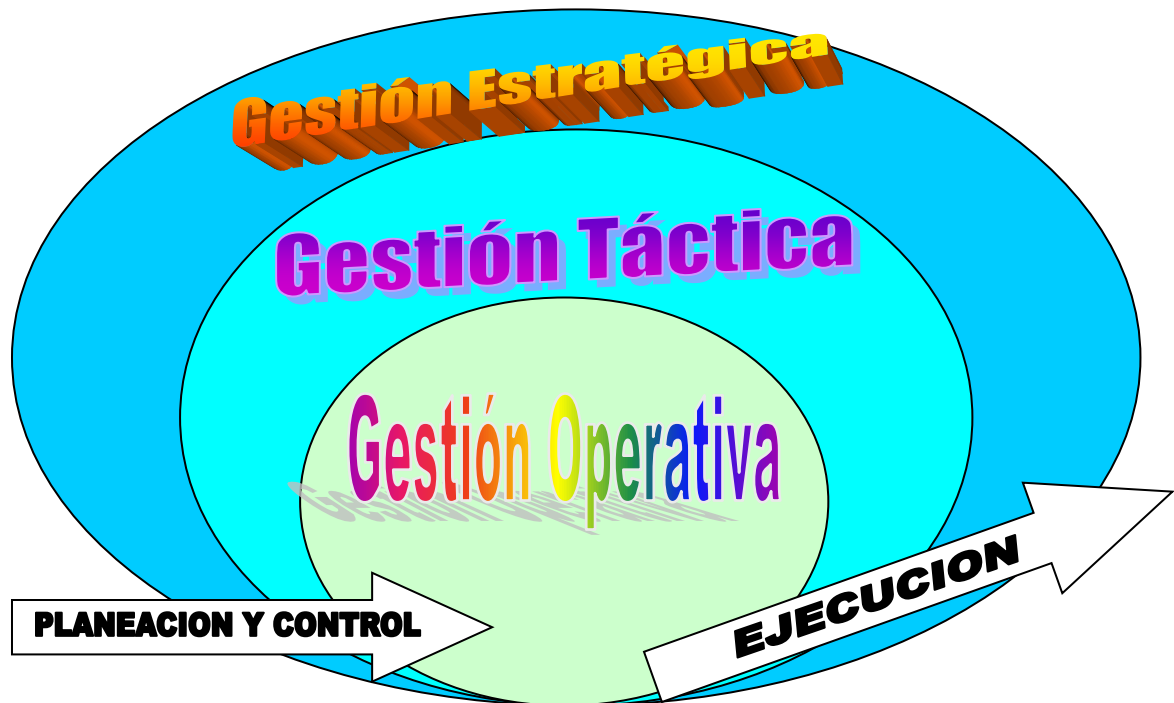 Gestión Estratégica
Gestión Táctica
Gestión Operativa
PLANEACION Y CONTROL
EJECUCION